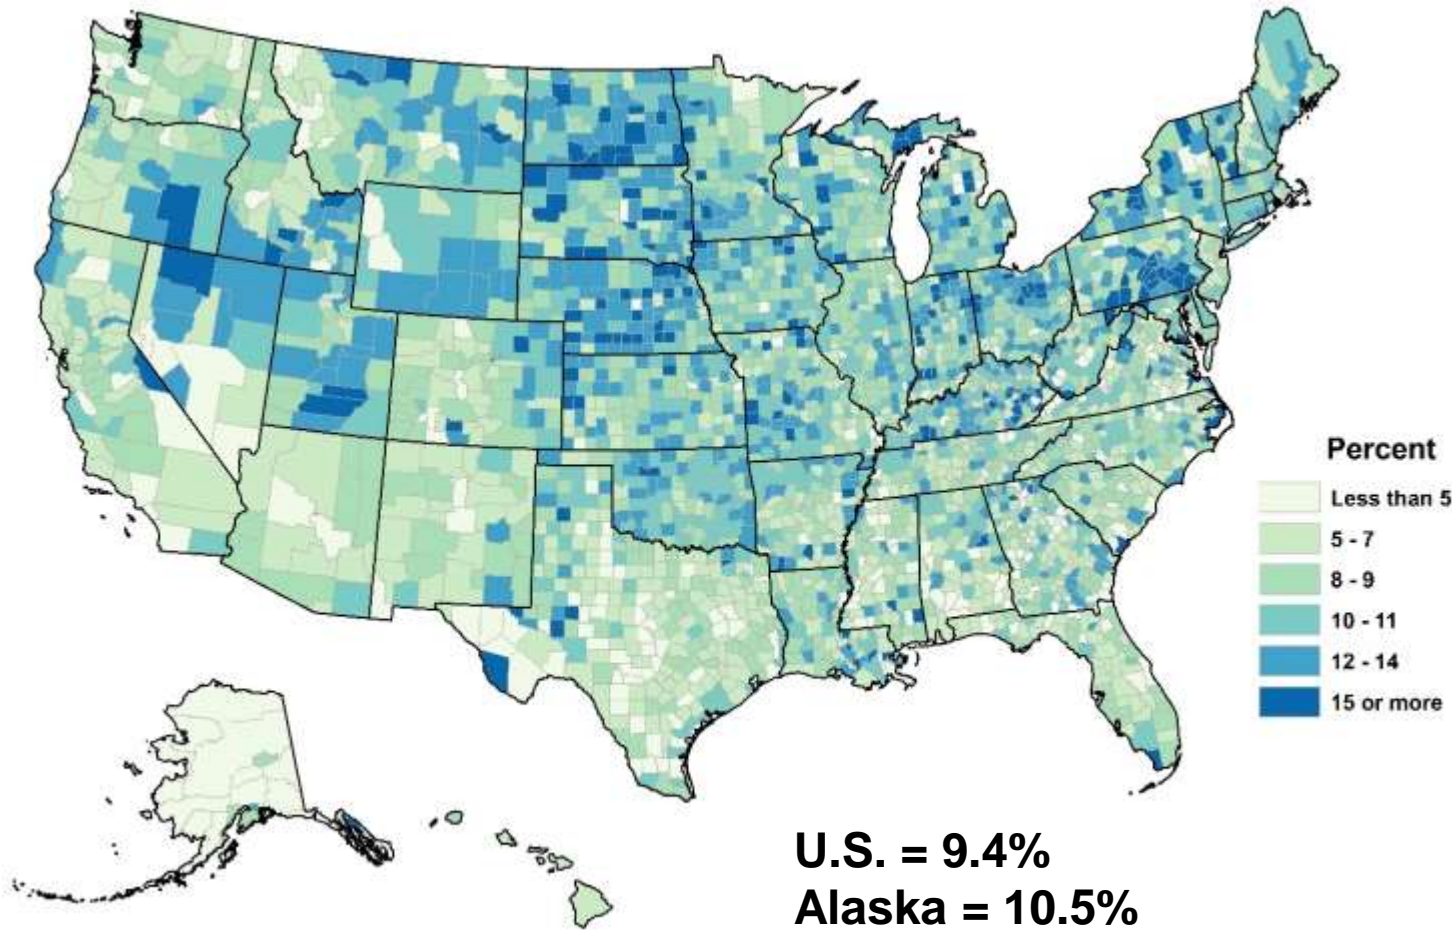 Percent
Less than 5
5 - 7
8 - 9
10 - 11
12 - 14
15 or more
U.S. = 9.4%
Alaska = 10.5%